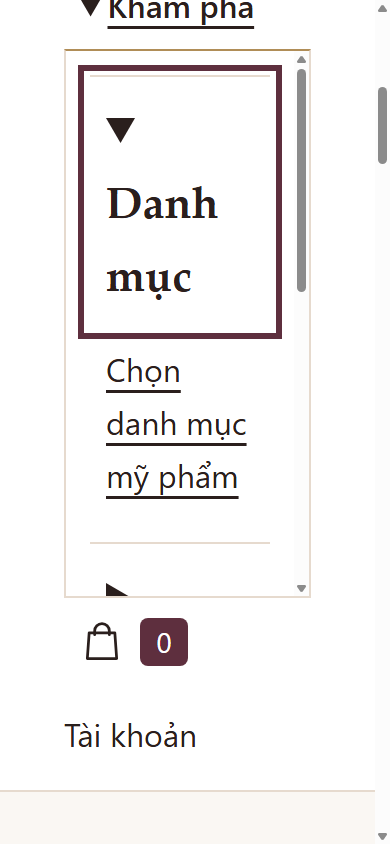 Khám phá
Danh
mục
Chọn
danh mục
mỹ phẩm
0
Tài khoản